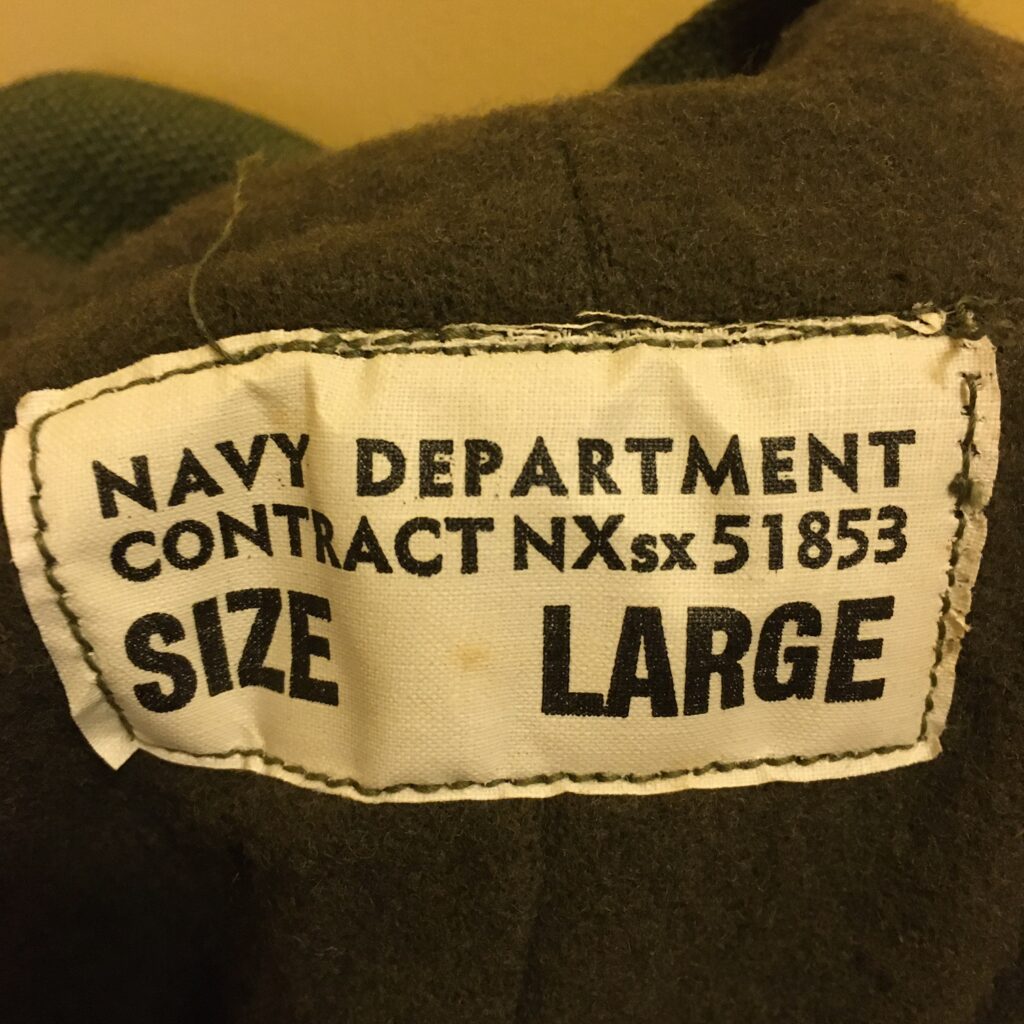 NAVY DEPARTMENT
CONTRACT NXsx 51853
SIZE LARGE